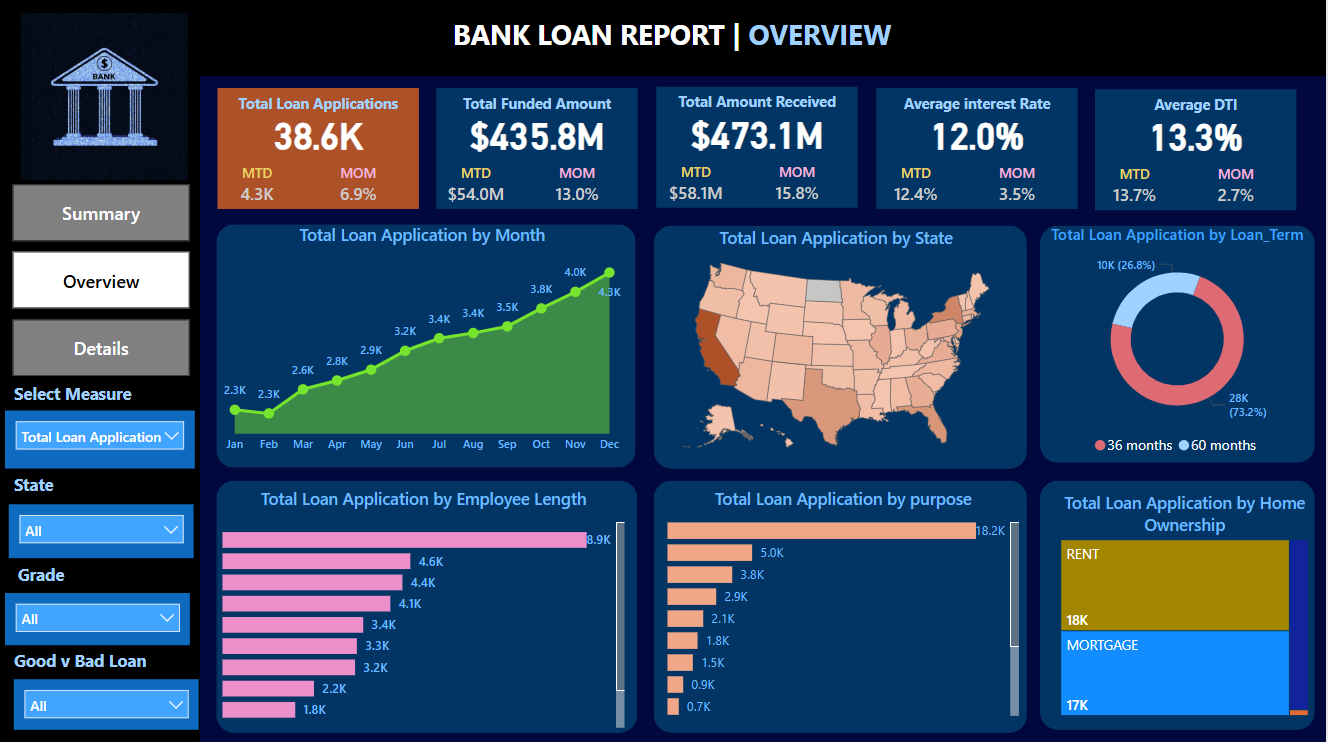 BANK LOAN REPORT | OVERVIEW
$
BANK
Summary
Overview
Details
Select Measure
Total Loan Application
State
All
Grade
All
Good v Bad Loan
All
Total Loan Applications
38.6K
MTD MOM
4.3K 6.9%
Total Funded Amount
$435.8M
MTD MOM
$54.0M 13.0%
Total Amount Received
$473.1M
MTD MOM
$58.1M 15.8%
Average interest Rate
12.0%
MTD MOM
12.4% 3.5%
Average DTI
13.3%
MTD MOM
13.7% 2.7%
Total Loan Application by Month
2.3K 2.3K 2.6K 2.8K 2.9K 3.2K 3.4K 3.4K 3.5K 3.8K 4.0K 4.3K
Jan Feb Mar Apr May Jun Jul Aug Sep Oct Nov Dec
Total Loan Application by State
Total Loan Application by Loan_Term
10K (26.8%)
28K
(73.2%)
36 months 60 months
Total Loan Application by Employee Length
8.9K
4.6K
4.4K
4.1K
3.4K
3.3K
3.2K
2.2K
1.8K
Total Loan Application by purpose
18.2K
5.0K
3.8K
2.9K
2.1K
1.8K
1.5K
0.9K
0.7K
Total Loan Application by Home
Ownership
RENT
18K
MORTGAGE
17K